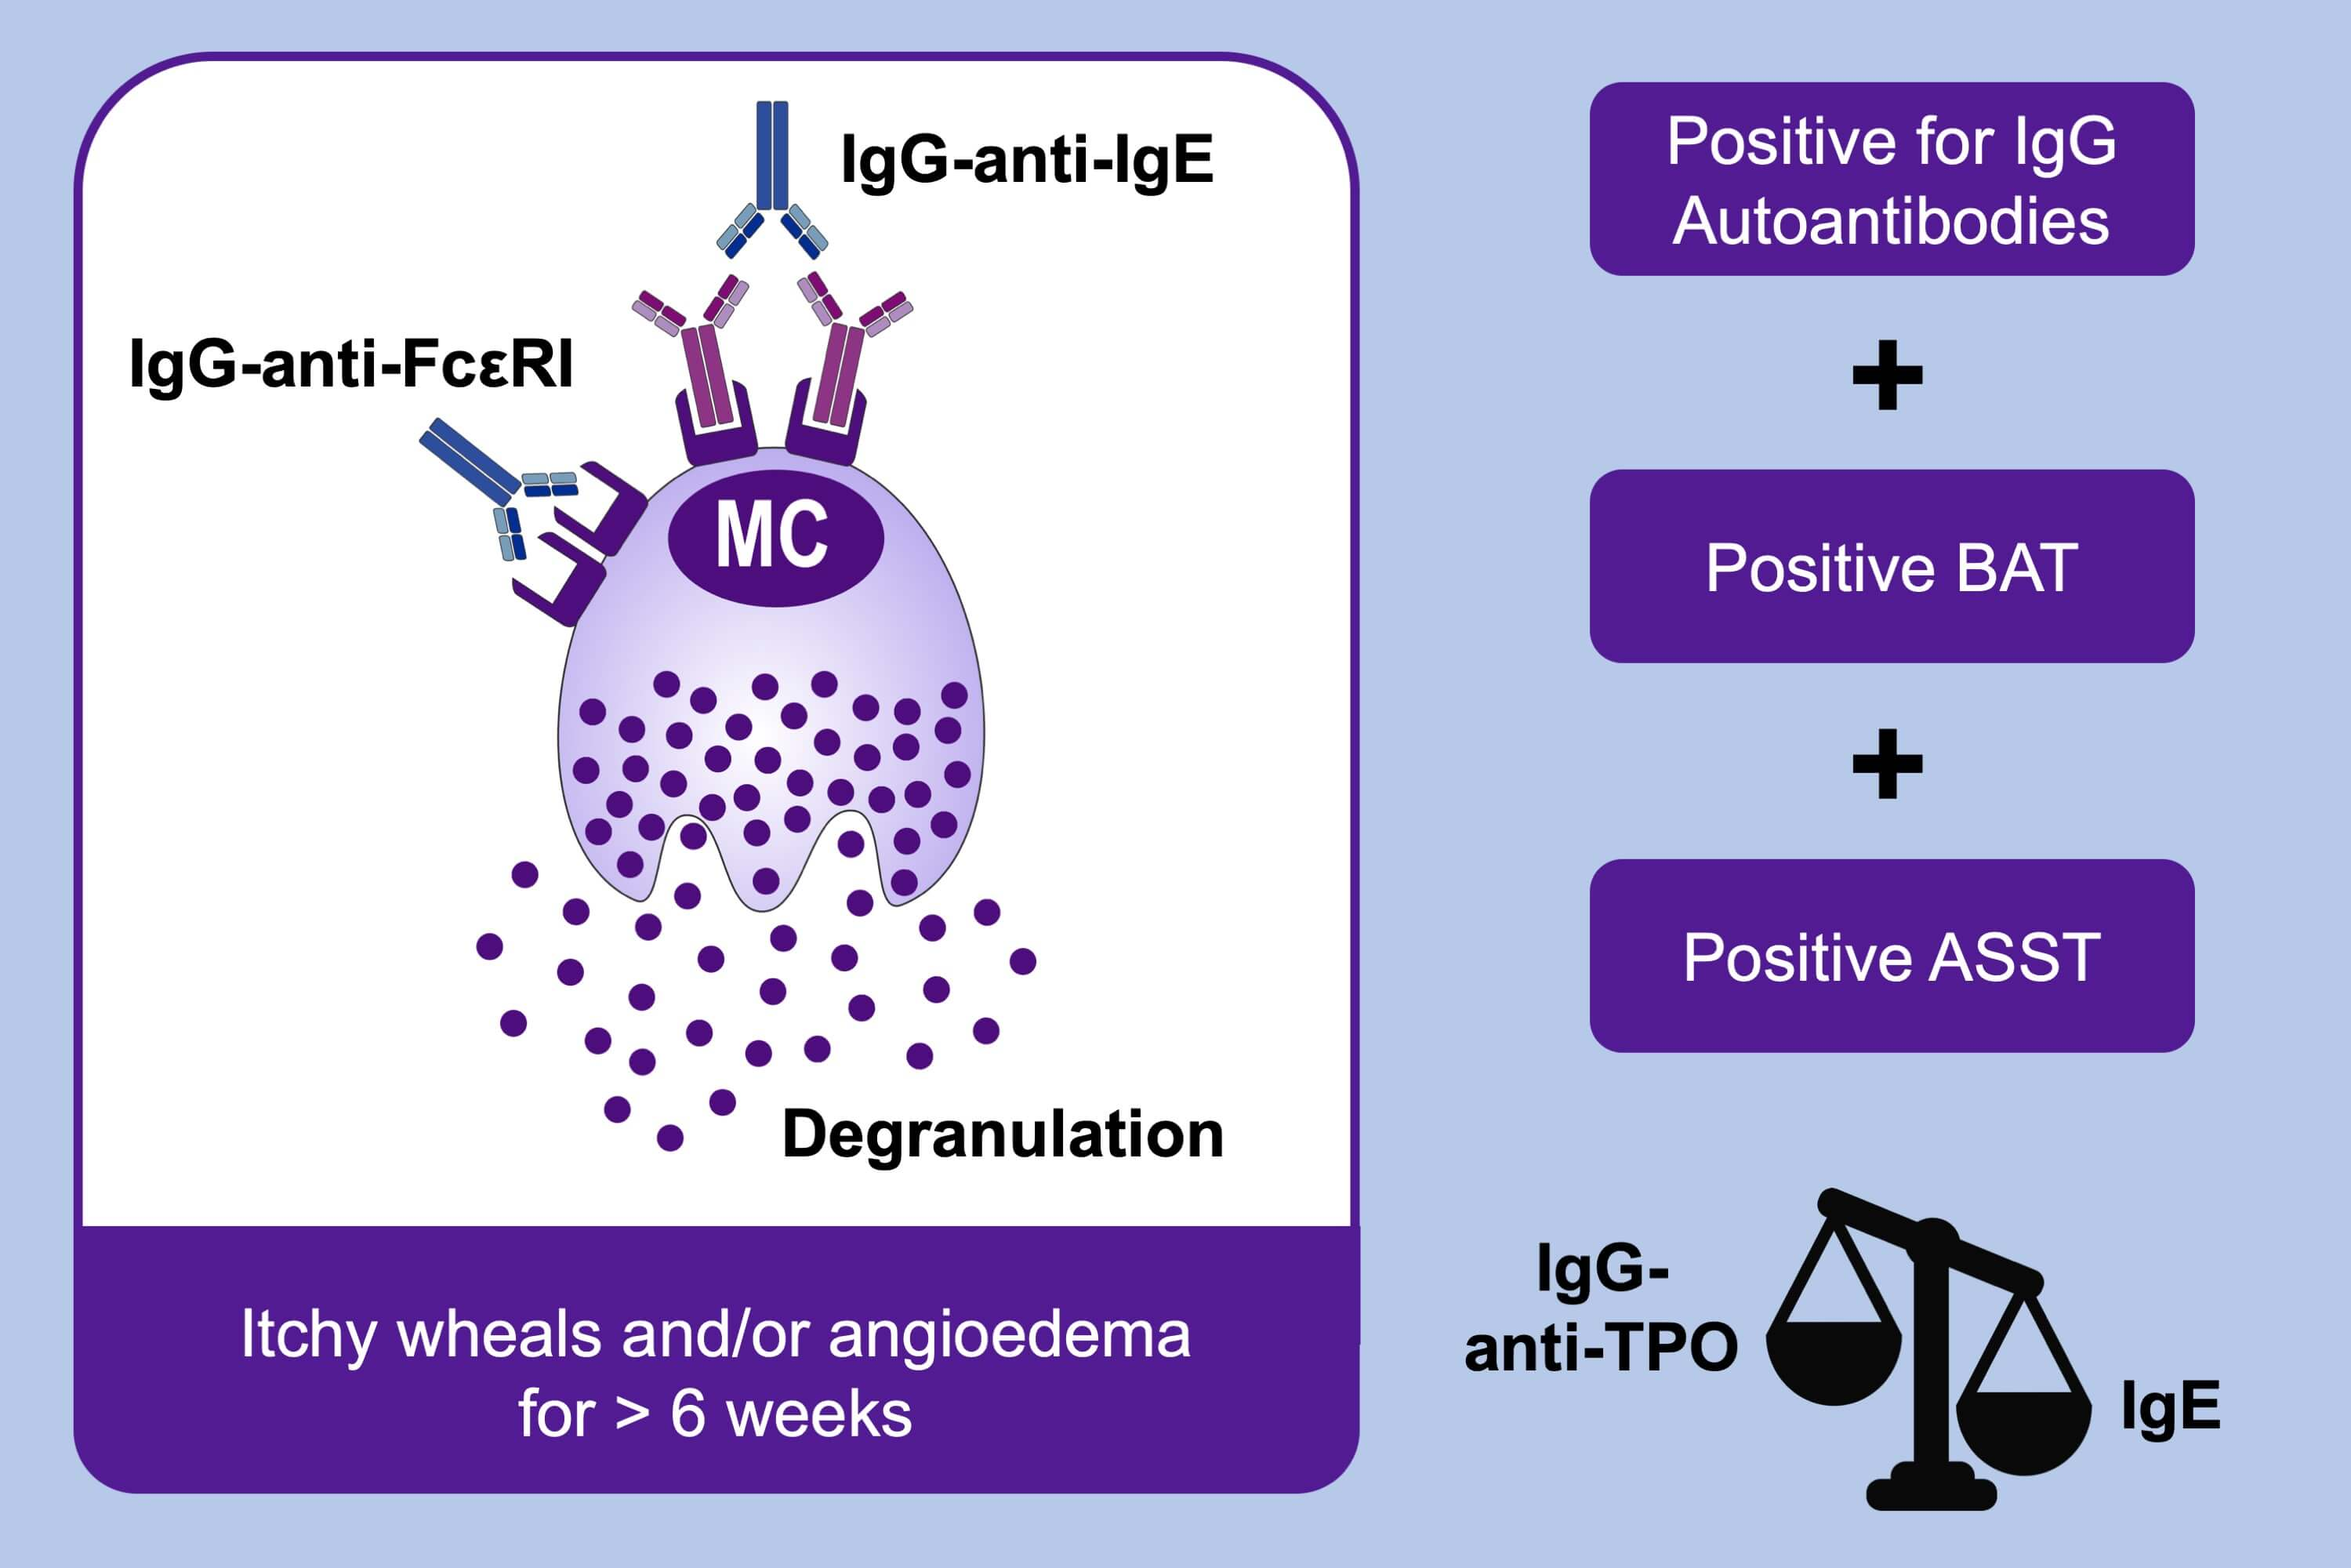 IgG-anti-IgE
IgG-anti-FcεRI
MC
Degranulation
Itchy wheals and/or angioedema
for > 6 weeks
Positive for IgG
Autoantibodies
+
Positive BAT
+
Positive ASST
IgG-
anti-TPO
IgE